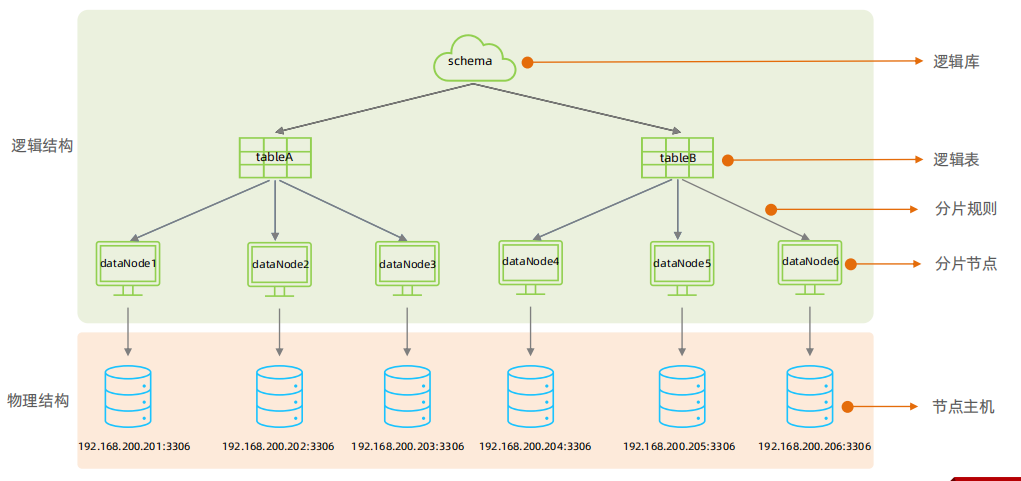 schema
逻辑库
逻辑结构
tableA
tableB
逻辑表
分片规则
dataNode1
dataNode2
dataNode3
dataNode4
dataNode5
dataNode6
分片节点
物理结构
节点主机
192.168.200.201:3306
192.168.200.202:3306
192.168.200.203:3306
192.168.200.204:3306
192.168.200.205:3306
192.168.200.206:3306